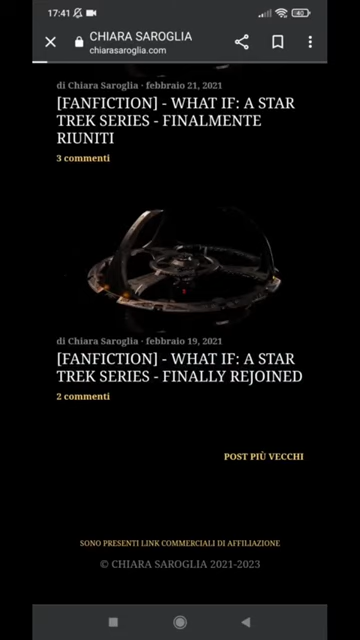 17:41
40
CHIARA SAROGLIA
chiarasaroglia.com
di Chiara Saroglia · febbraio 21, 2021
[FANFICTION] - WHAT IF: A STAR
TREK SERIES - FINALMENTE
RIUNITI
3 commenti
di Chiara Saroglia · febbraio 19, 2021
[FANFICTION] - WHAT IF: A STAR
TREK SERIES - FINALLY REJOINED
2 commenti
POST PIÙ VECCHI
SONO PRESENTI LINK COMMERCIALI DI AFFILIAZIONE
© CHIARA SAROGLIA 2021-2023